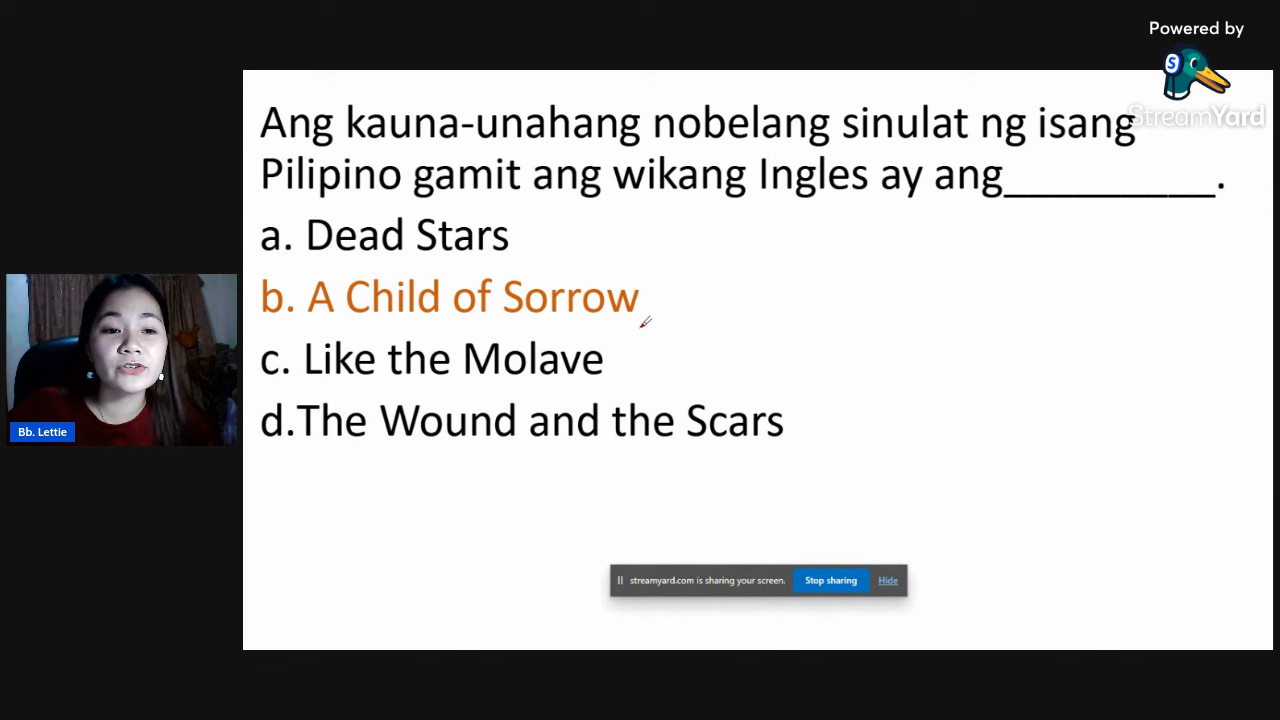 Powered by
StreamYard
Ang kauna-unahang nobelang sinulat ng isang
Pilipino gamit ang wikang Ingles ay ang__________.
a. Dead Stars
b. A Child of Sorrow
c. Like the Molave
d.The Wound and the Scars
Bb. Lettie
streamyard.com is sharing your screen. Stop sharing Hide